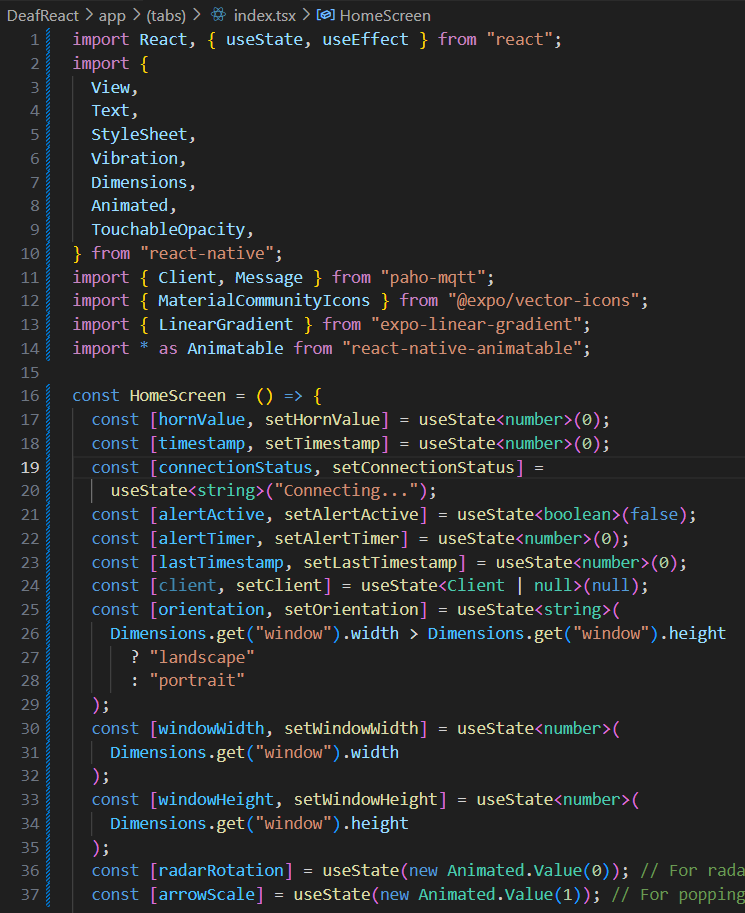 DeafReact > app > (tabs) > index.tsx > HomeScreen
1 import React, { useState, useEffect } from "react";
2 import {
3 View,
4 Text,
5 StyleSheet,
6 Vibration,
7 Dimensions,
8 Animated,
9 TouchableOpacity,
10 } from "react-native";
11 import { Client, Message } from "paho-mqtt";
12 import { MaterialCommunityIcons } from "@expo/vector-icons";
13 import { LinearGradient } from "expo-linear-gradient";
14 import * as Animatable from "react-native-animatable";
15
16 const HomeScreen = () => {
17 const [hornValue, setHornValue] = useState<number>(0);
18 const [timestamp, setTimestamp] = useState<number>(0);
19 const [connectionStatus, setConnectionStatus] =
20 useState<string>("Connecting...");
21 const [alertActive, setAlertActive] = useState<boolean>(false);
22 const [alertTimer, setAlertTimer] = useState<number>(0);
23 const [lastTimestamp, setLastTimestamp] = useState<number>(0);
24 const [client, setClient] = useState<Client | null>(null);
25 const [orientation, setOrientation] = useState<string>(
26 Dimensions.get("window").width > Dimensions.get("window").height
27 ? "landscape"
28 : "portrait"
29 );
30 const [windowWidth, setWindowWidth] = useState<number>(
31 Dimensions.get("window").width
32 );
33 const [windowHeight, setWindowHeight] = useState<number>(
34 Dimensions.get("window").height
35 );
36 const [radarRotation] = useState(new Animated.Value(0)); // For rada
37 const [arrowScale] = useState(new Animated.Value(1)); // For popping